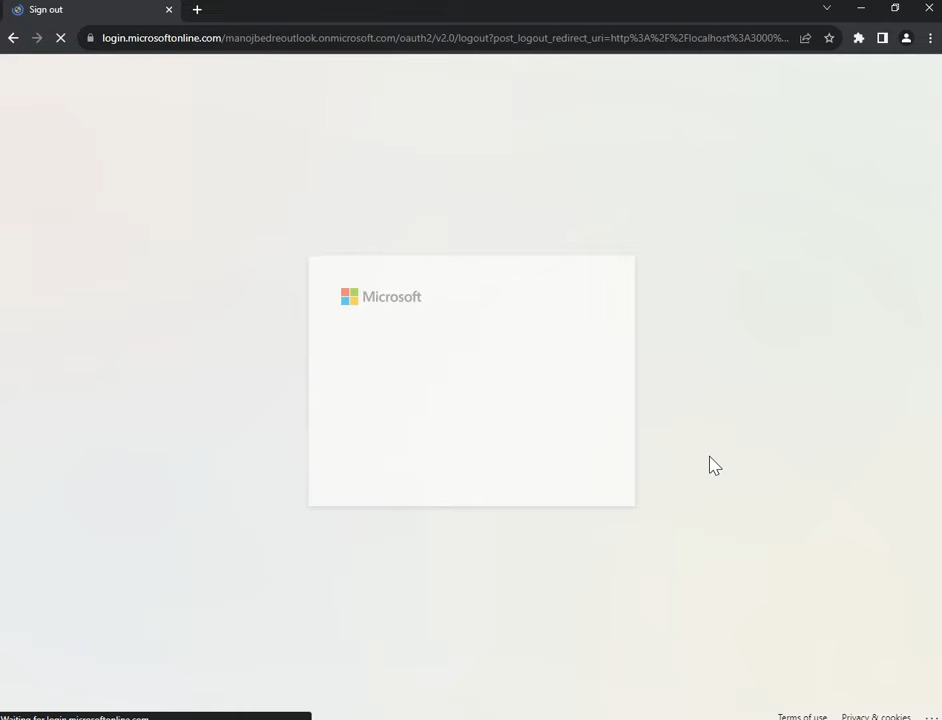 Sign out
login.microsoftonline.com/manojbedreoutlook.onmicrosoft.com/oauth2/v2.0/logout?post_logout_redirect_uri=http%3A%2F%2Flocalhost%3A3000%...
Microsoft
Waiting for login.microsoftonline.com
Terms of use Privacy & cookies ...